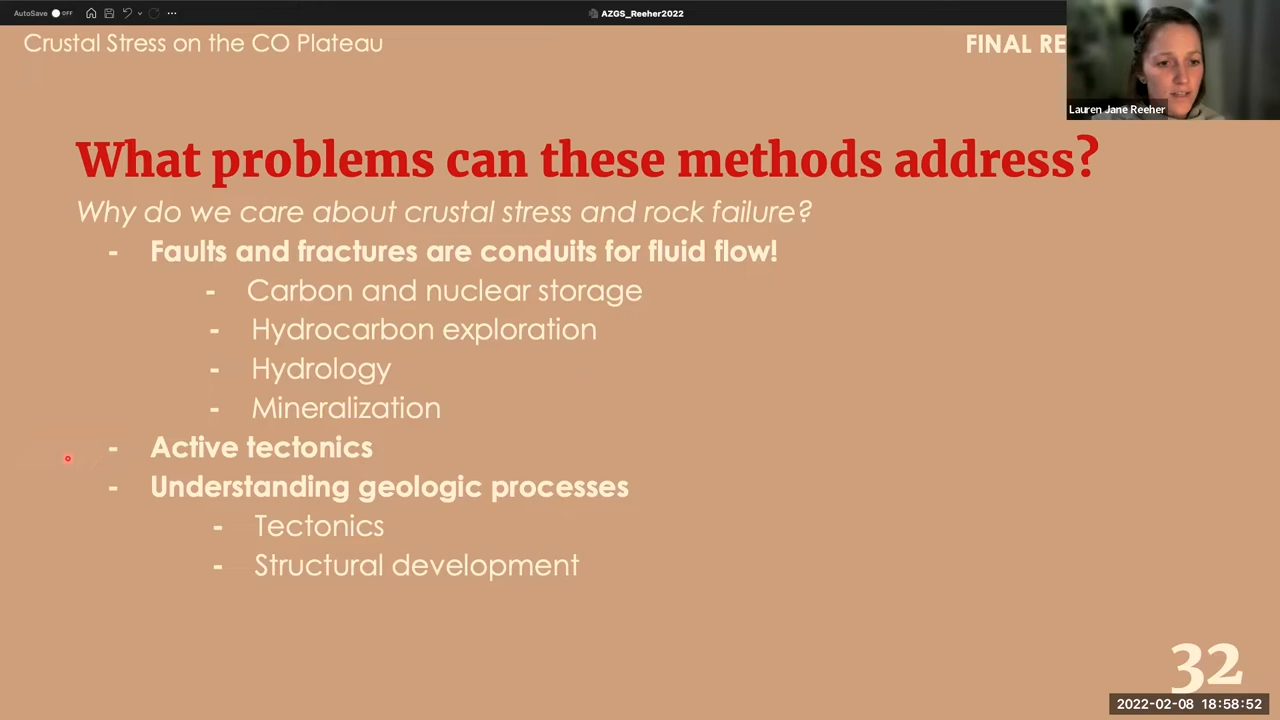 AutoSave OFF
AZGS_Reeher2022
Crustal Stress on the CO Plateau
FINAL RE
Lauren Jane Reeher
What problems can these methods address?
Why do we care about crustal stress and rock failure?
- Faults and fractures are conduits for fluid flow!
- Carbon and nuclear storage
- Hydrocarbon exploration
- Hydrology
- Mineralization
- Active tectonics
- Understanding geologic processes
- Tectonics
- Structural development
32
2022-02-08 18:58:52